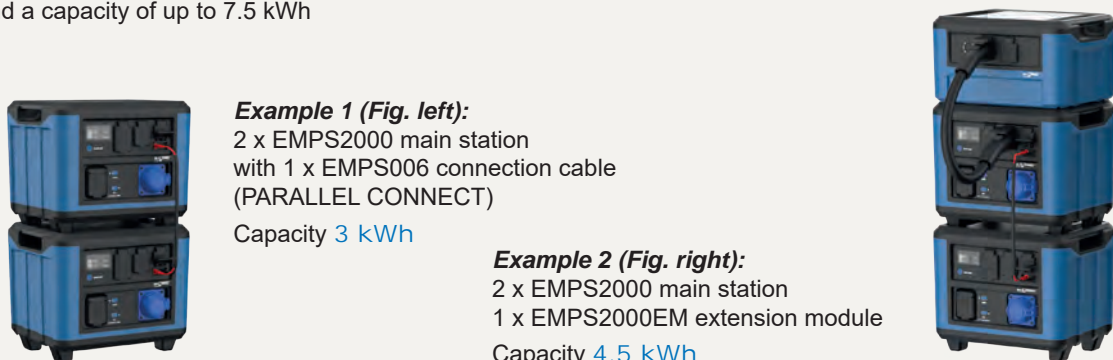 d a capacity of up to 7.5 kWh
Example 1 (Fig. left):
2 x EMPS2000 main station
with 1 x EMPS006 connection cable
(PARALLEL CONNECT)
Capacity 3 kWh
Example 2 (Fig. right):
2 x EMPS2000 main station
1 x EMPS2000EM extension module
Capacity 4.5 kWh